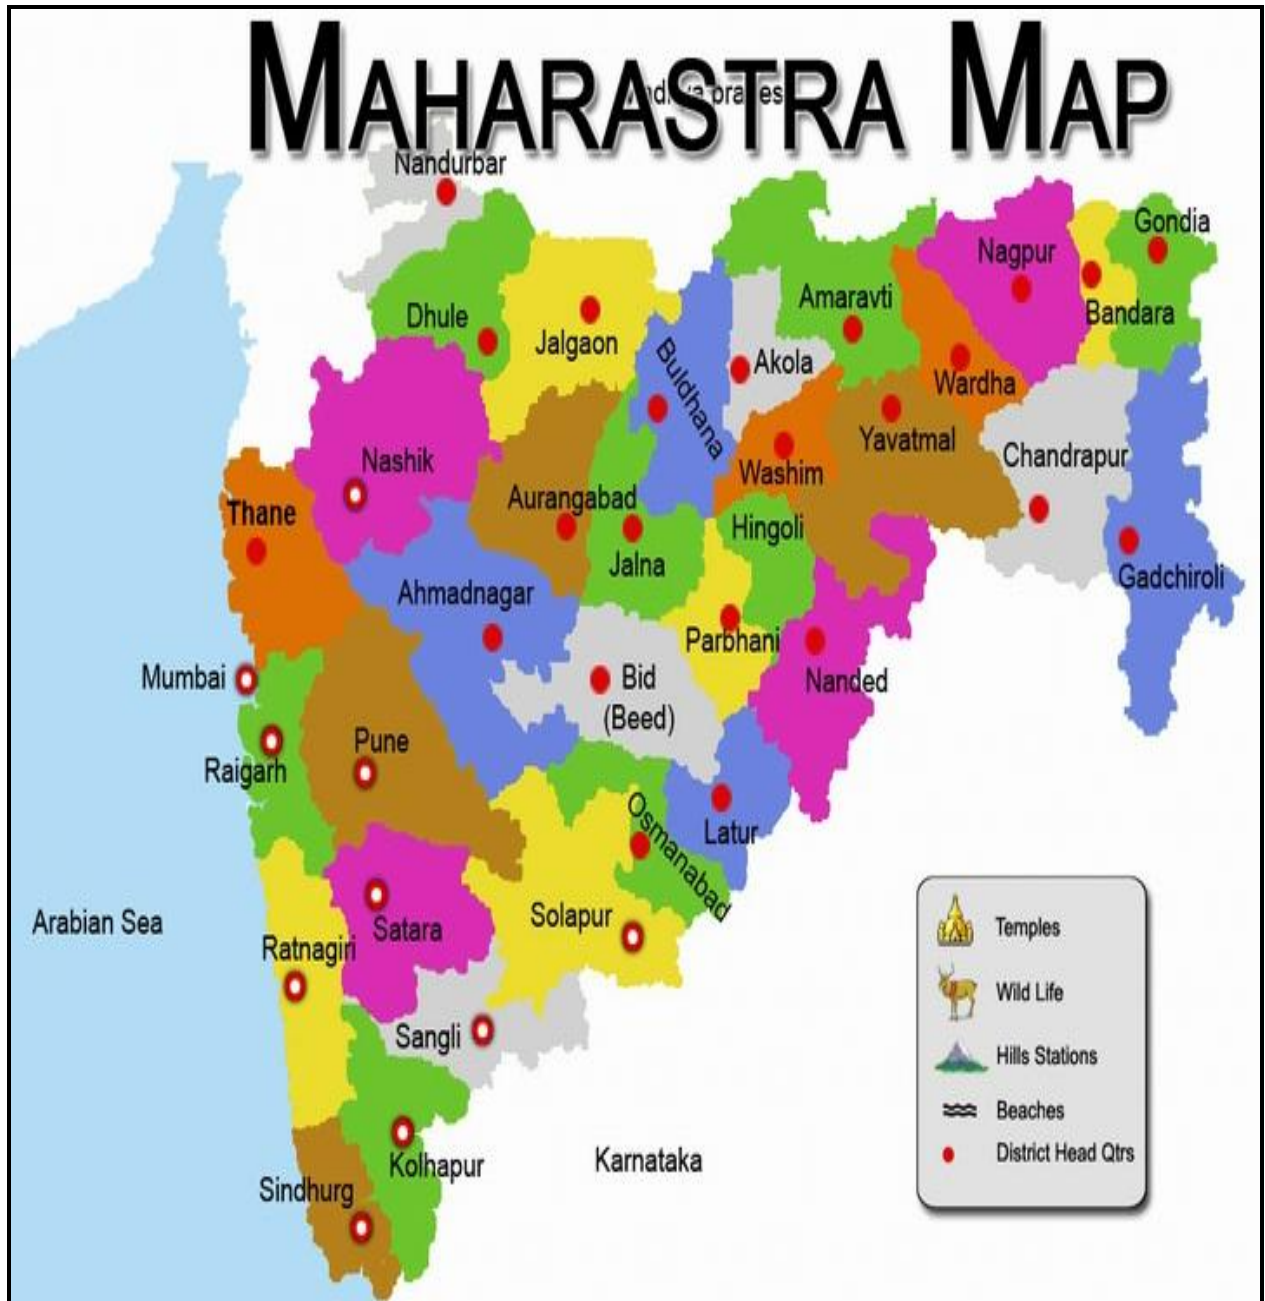 MAHARASTRA MAP
Nandurbar
Gondia
Nagpur
Amaravti
Bandara
Dhule
Jalgaon
Buldhana
Akola
Wardha
Yavatmal
Chandrapur
Nashik
Washim
Aurangabad
Thane
Hingoli
Jalna
Gadchiroli
Ahmadnagar
Parbhani
Mumbai
Bid
(Beed)
Nanded
Pune
Raigarh
Osmanabad
Latur
Arabian Sea
Solapur
Satara
Ratnagiri
Sangli
Kolhapur
Karnataka
Sindhurg
Temples
Wild Life
Hills Stations
Beaches
District Head Qtrs